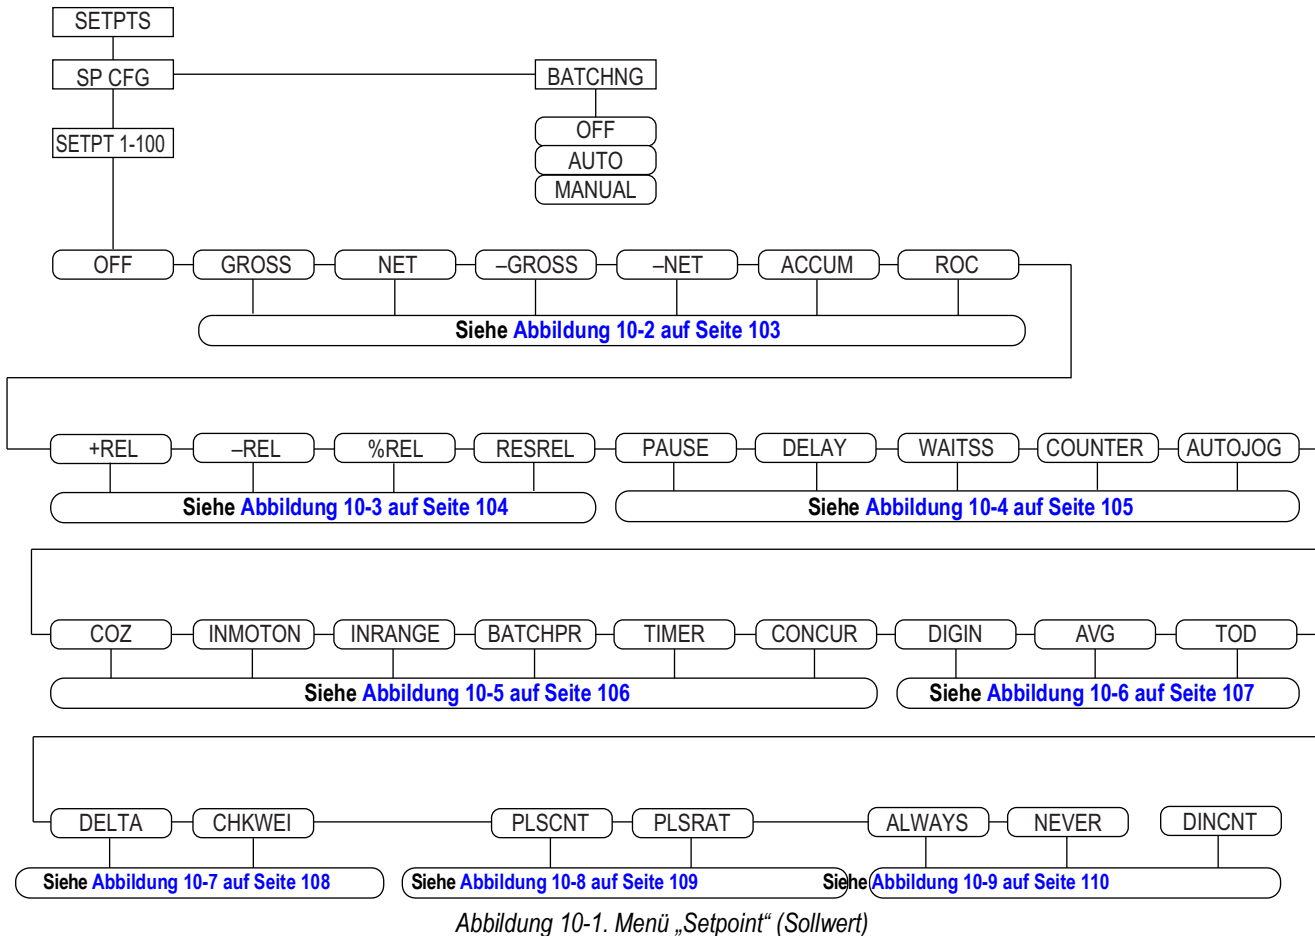 SETPTS
SP CFG BATCHNG
SETPT 1-100 OFF
AUTO
MANUAL
OFF GROSS NET –GROSS –NET ACCUM ROC
Siehe Abbildung 10-2 auf Seite 103
+REL –REL %REL RESREL PAUSE DELAY WAITSS COUNTER AUTOJOG
Siehe Abbildung 10-3 auf Seite 104 Siehe Abbildung 10-4 auf Seite 105
COZ INMOTON INRANGE BATCHPR TIMER CONCUR DIGIN AVG TOD
Siehe Abbildung 10-5 auf Seite 106 Siehe Abbildung 10-6 auf Seite 107
DELTA CHKWEI PLSCNT PLSRAT ALWAYS NEVER DINCNT
Siehe Abbildung 10-7 auf Seite 108 Siehe Abbildung 10-8 auf Seite 109 Siehe Abbildung 10-9 auf Seite 110
Abbildung 10-1. Menü „Setpoint“ (Sollwert)